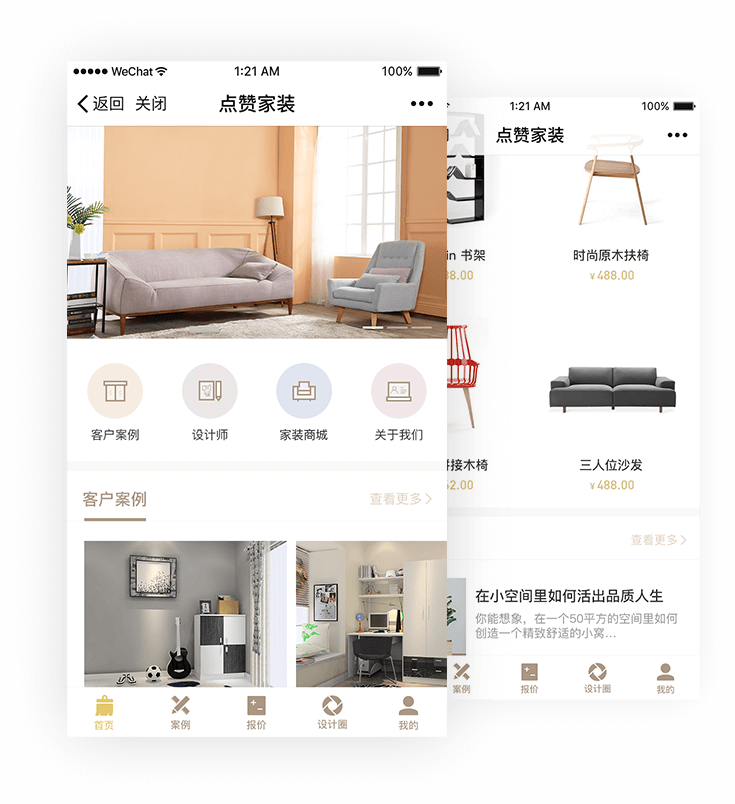 WeChat 1:21 AM 100%
返回 关闭 点赞家装
客户案例 设计师 家装商城 关于我们
客户案例 查看更多
首页 案例 报价 设计圈 我的
1:21 AM 100%
点赞家装
in 书架 时尚原木扶椅
8.00 ¥488.00
拼接木椅 三人位沙发
2.00 ¥488.00
查看更多
在小空间里如何活出品质人生
你能想象，在一个50平方的空间里如何
创造一个精致舒适的小窝...
案例 报价 设计圈 我的